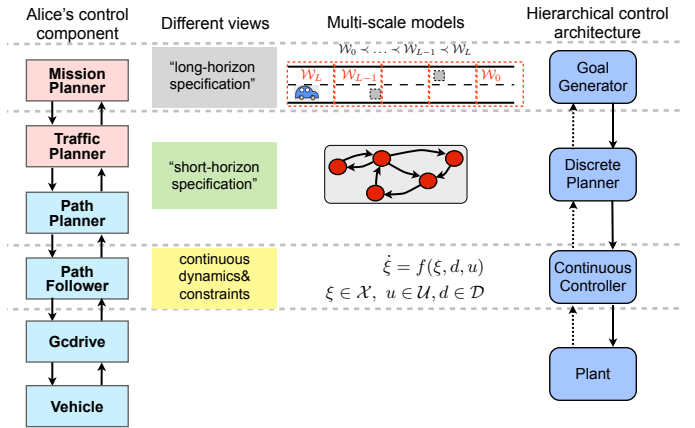 Alice's control
component
Different views
Multi-scale models
Hierarchical control
architecture
Mission
Planner
Traffic
Planner
Path
Planner
Path
Follower
Gcdrive
Vehicle
"long-horizon
specification"
"short-horizon
specification"
continuous
dynamics&
constraints
𝒲₀ ≺ … ≺ 𝒲_{L−1} ≺ 𝒲_L
𝒲_L 𝒲_{L−1} 𝒲₀
ξ̇ = f(ξ, d, u)
ξ ∈ 𝒳, u ∈ 𝒰, d ∈ 𝒟
Goal
Generator
Discrete
Planner
Continuous
Controller
Plant